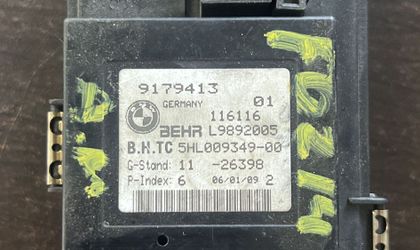 9179413
GERMANY 01
116116
BEHR L9892005
B.H.TC 5HL009349-00
G-Stand: 11 -26398
P-Index: 6 06/01/09 2